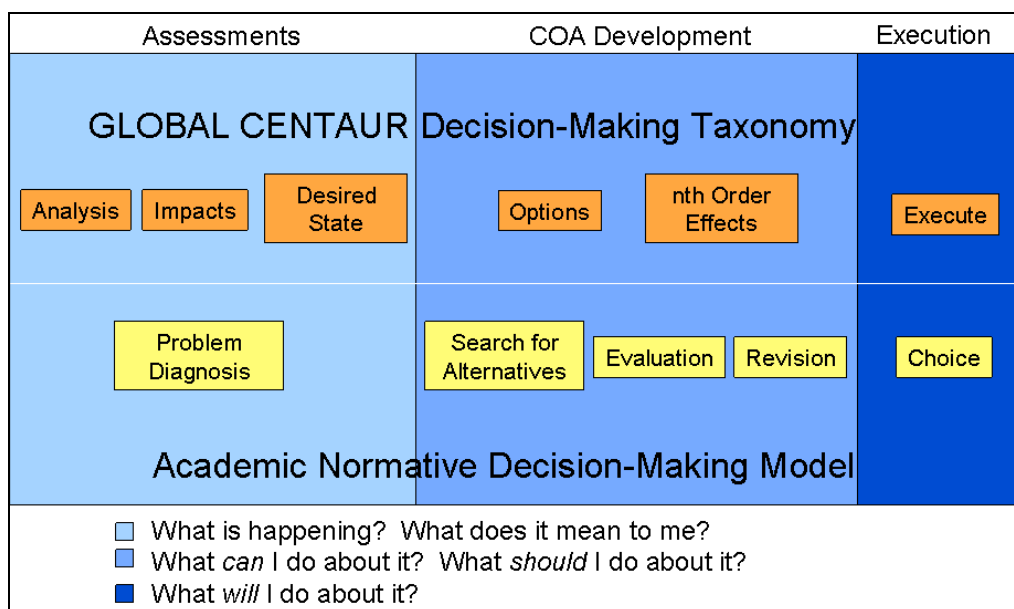 Assessments COA Development Execution
GLOBAL CENTAUR Decision-Making Taxonomy
Analysis
Impacts
Desired
State
Options
nth Order
Effects
Execute
Problem
Diagnosis
Search for
Alternatives
Evaluation
Revision
Choice
Academic Normative Decision-Making Model
What is happening?  What does it mean to me?
What can I do about it?  What should I do about it?
What will I do about it?